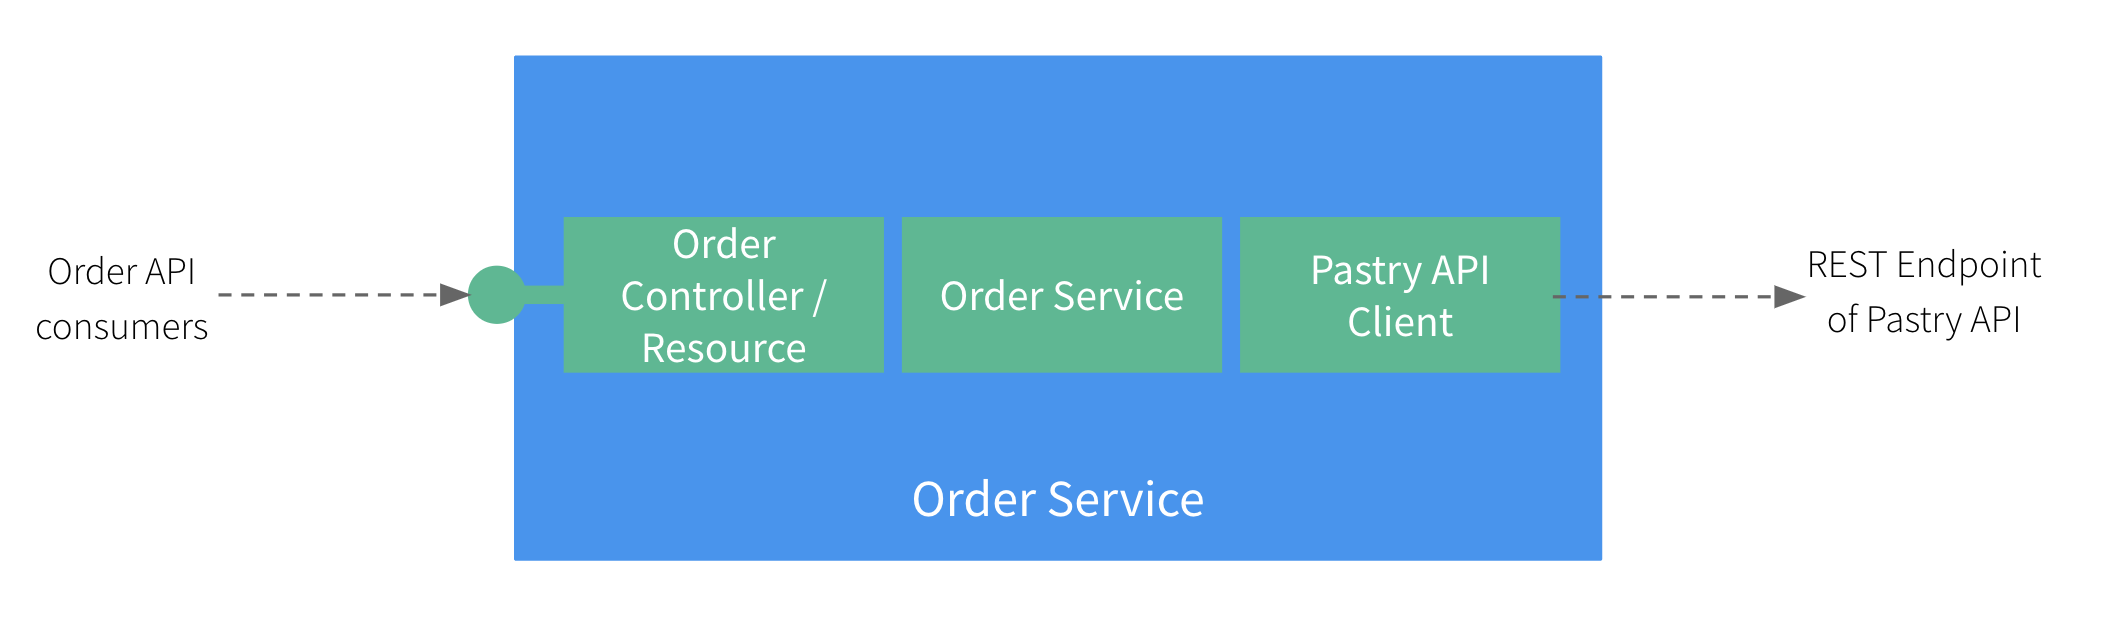 Order API
consumers
Order
Controller /
Resource
Order Service
Pastry API
Client
REST Endpoint
of Pastry API
Order Service